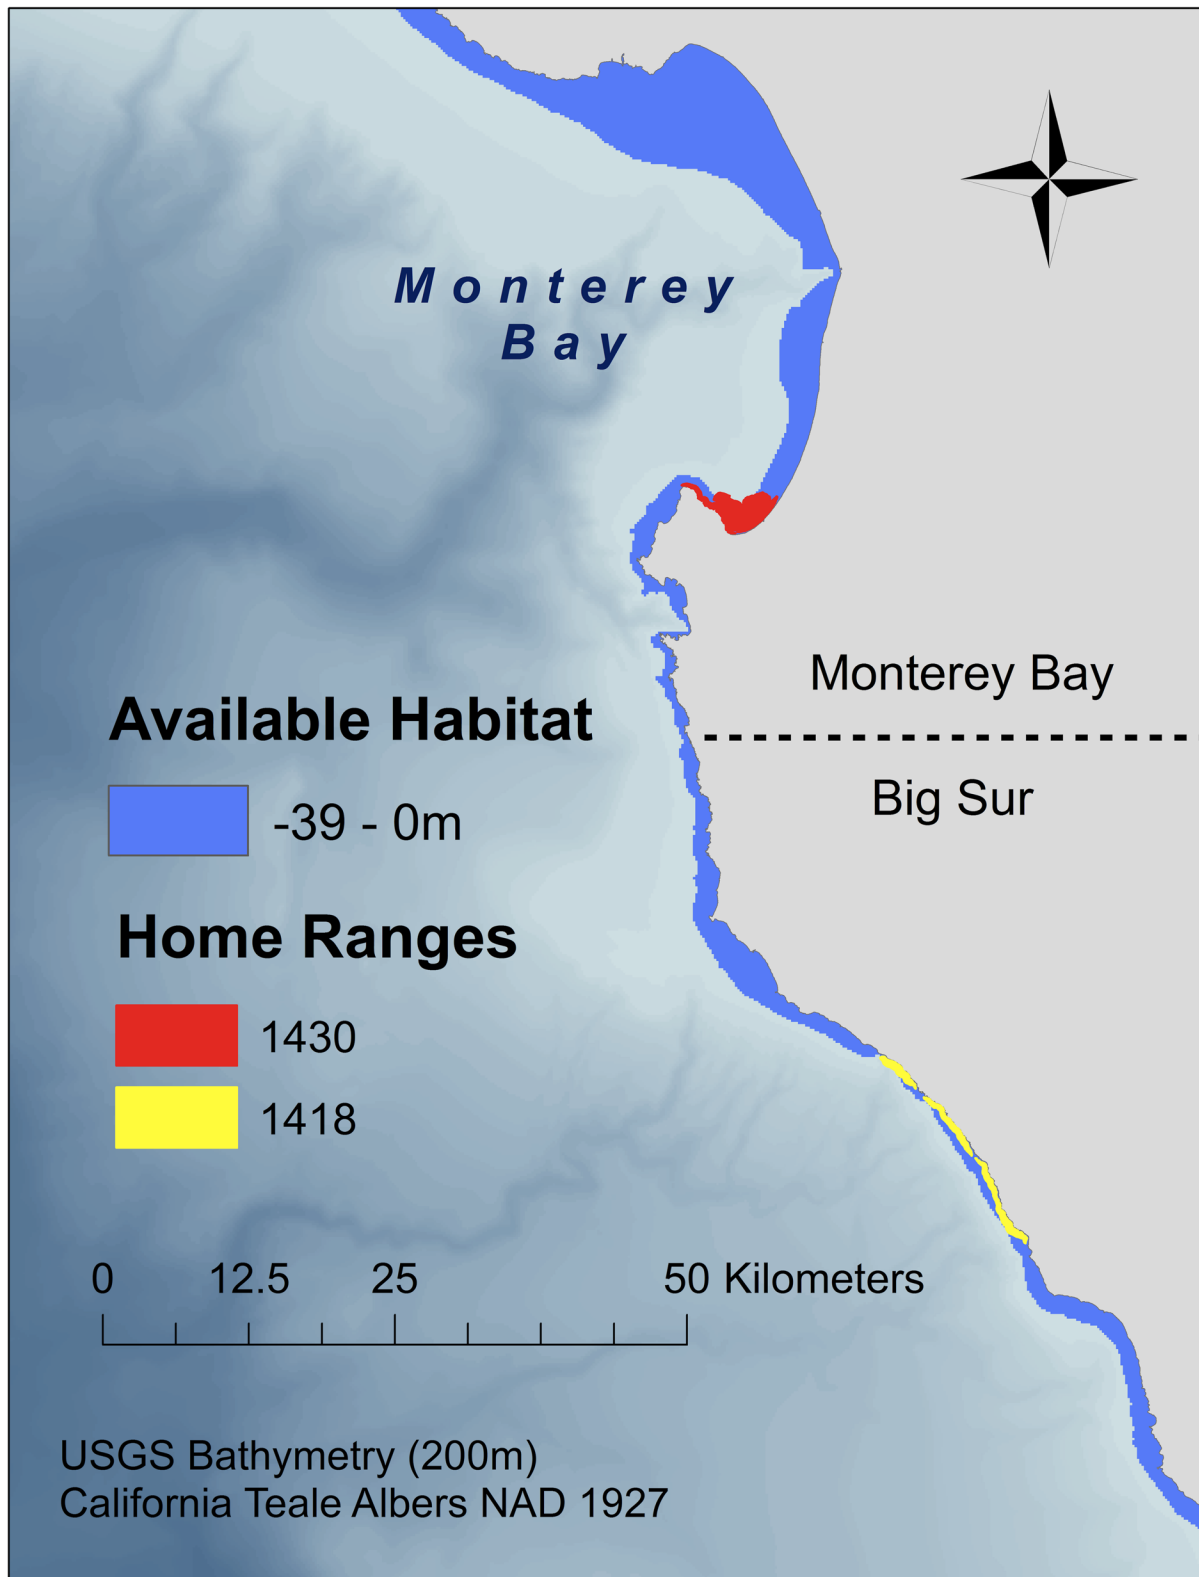 Monterey
Bay
Monterey Bay
Big Sur
Available Habitat
-39 - 0m
Home Ranges
1430
1418
0 12.5 25 50 Kilometers
USGS Bathymetry (200m)
California Teale Albers NAD 1927